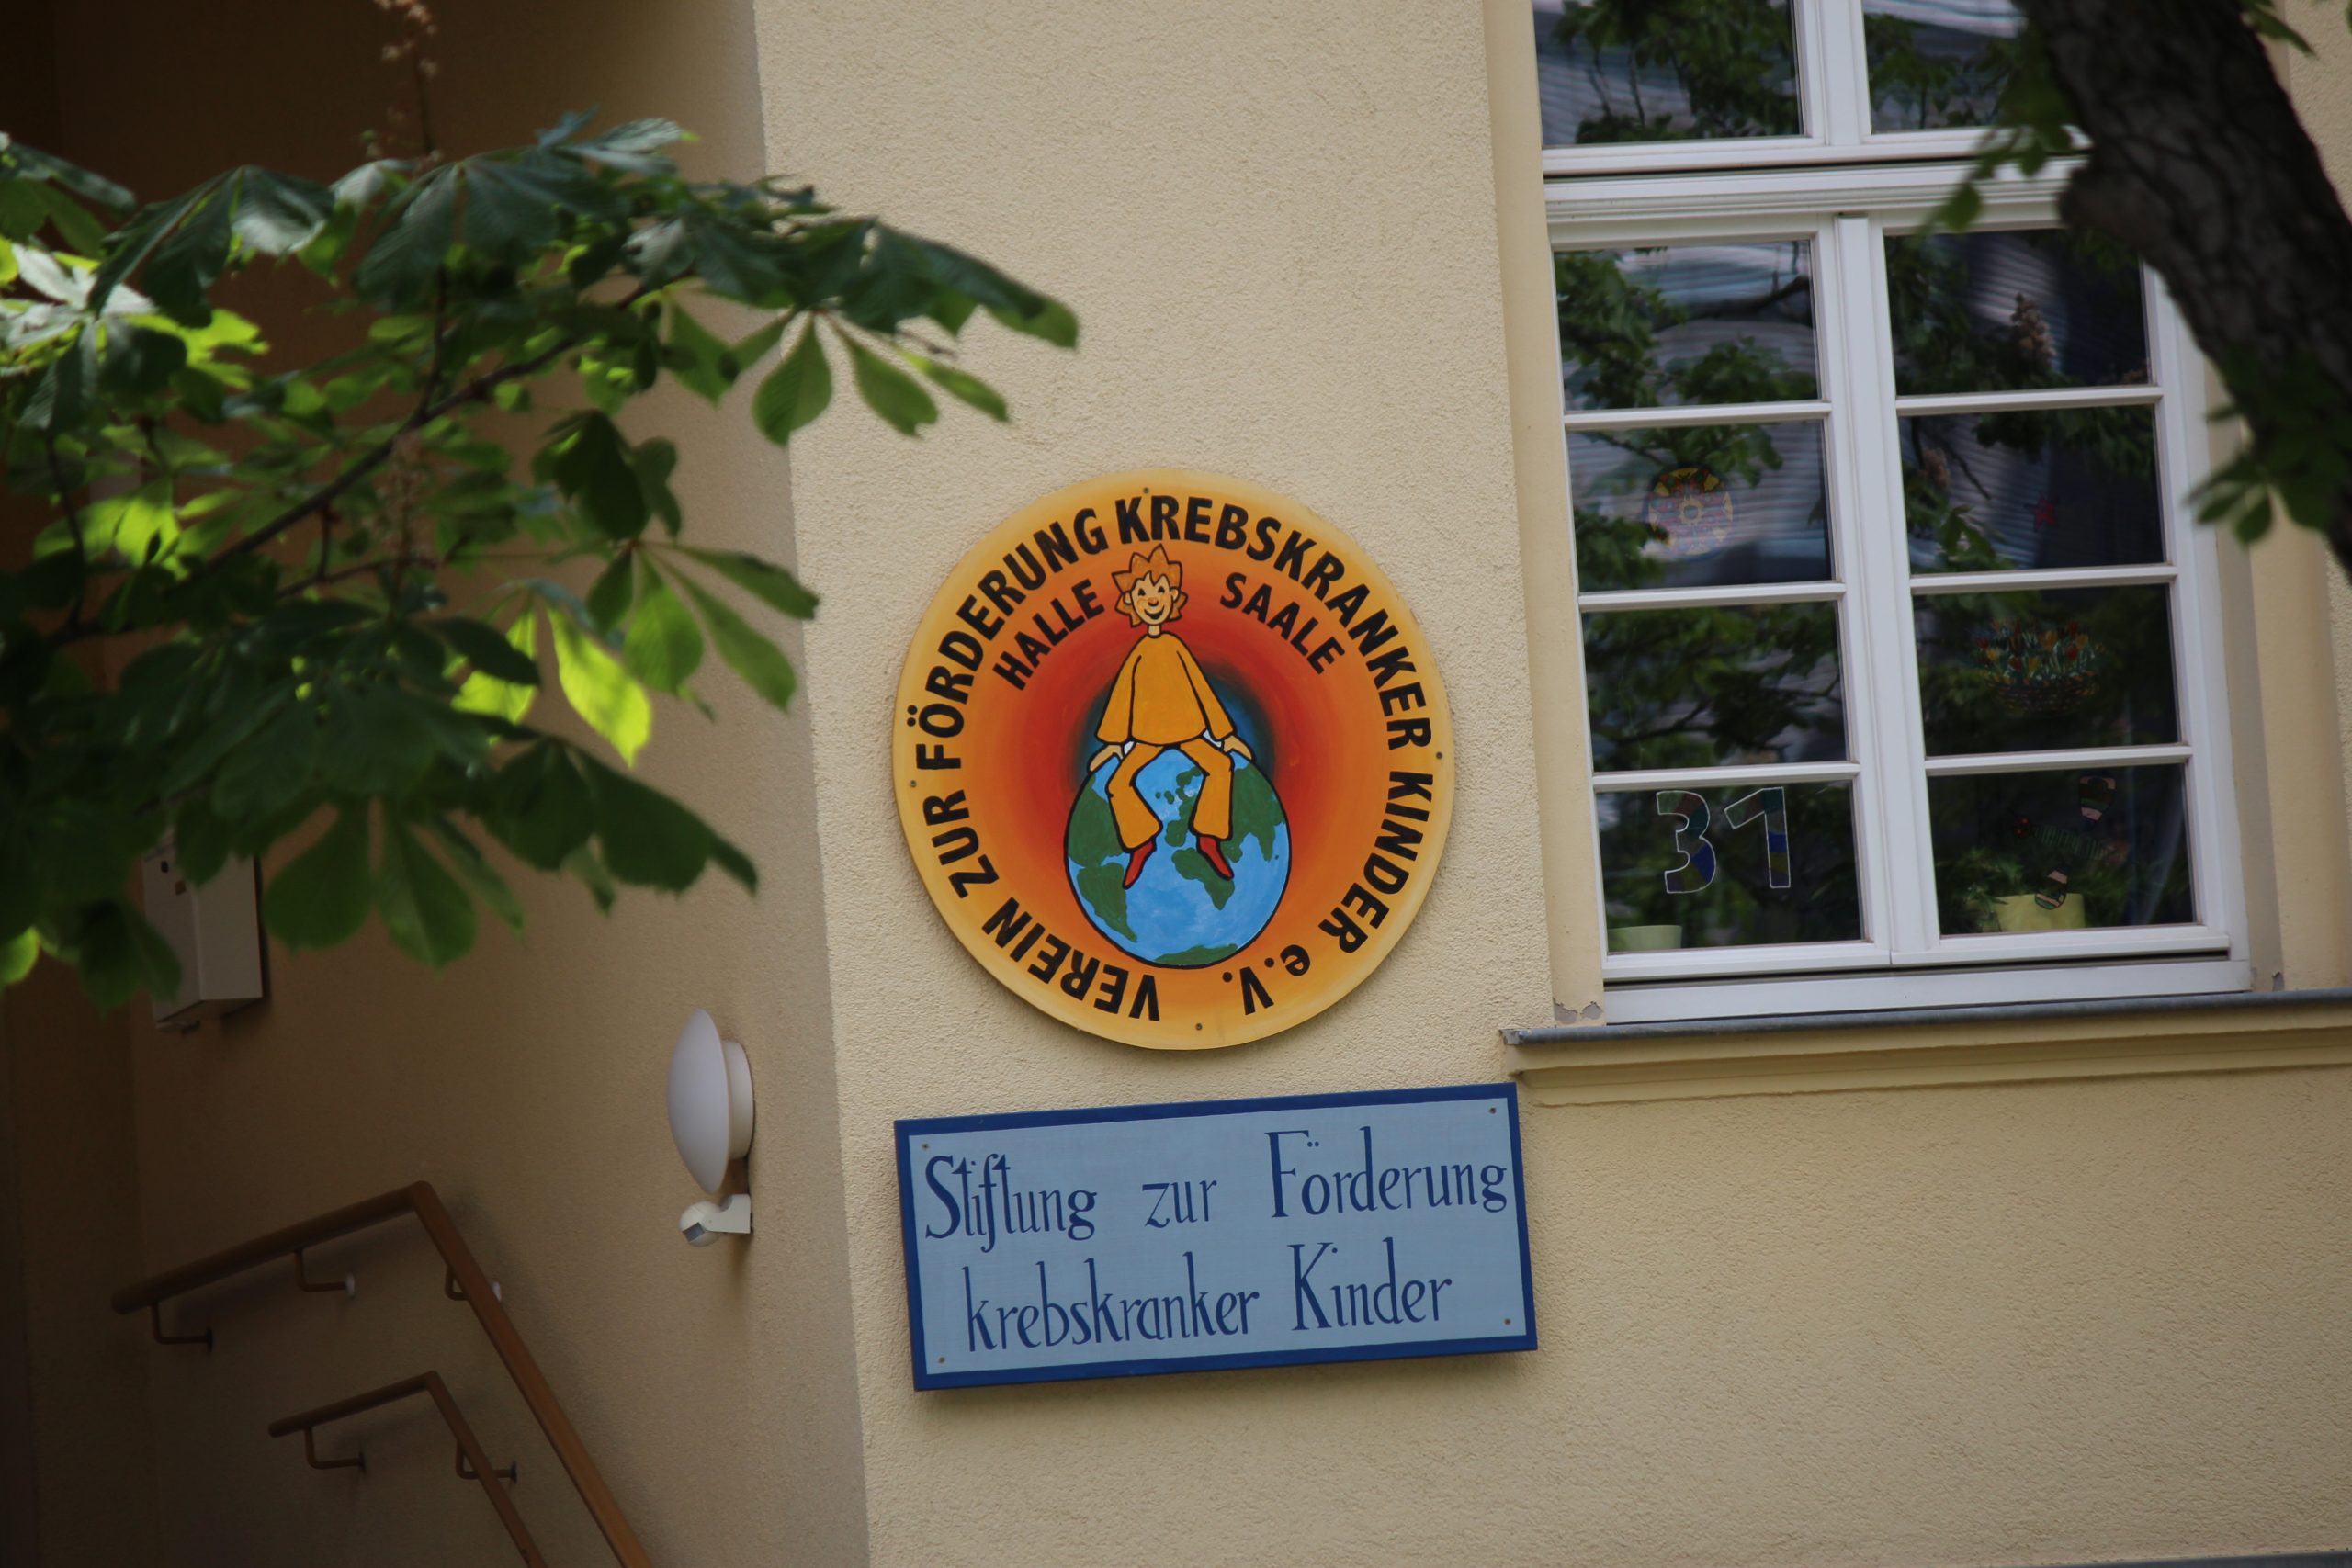 VEREIN ZUR FÖRDERUNG KREBSKRANKER KINDER e.V.
HALLE SAALE
31
Stiftung zur Förderung
krebskranker Kinder